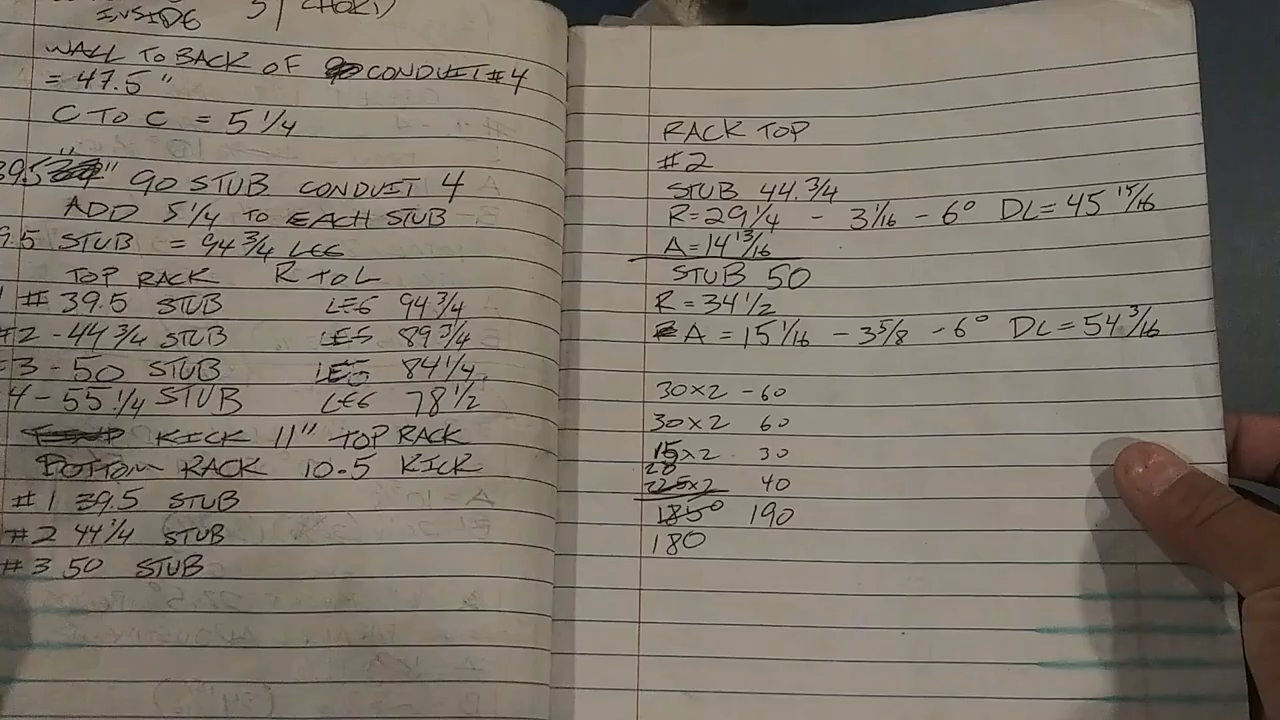 INSIDE
WALL TO BACK OF CONDUIT #4
= 47.5"
C TO C = 5 1/4
39.5" 90 STUB CONDUIT 4
ADD 5 1/4 TO EACH STUB
9.5 STUB = 94 3/4 LEG
TOP RACK R TO L
1 # 39.5 STUB LEG 94 3/4
#2 - 44 3/4 STUB LEG 89 3/4
3 - 50 STUB LEG 84 1/4
4 - 55 1/4 STUB LEG 78 1/2
KICK 11" TOP RACK
BOTTOM RACK 10.5 KICK
#1 39.5 STUB
#2 44 1/4 STUB
#3 50 STUB
RACK TOP
#2
STUB 44 3/4
R = 29 1/4 - 3 1/16 - 6° DL = 45 15/16
A = 14 13/16
STUB 50
R = 34 1/2
A = 15 1/16 - 3 5/8 - 6° DL = 54 3/16
30x2 - 60
30x2 60
15x2 30
28
22.5x2 40
185° 190
180